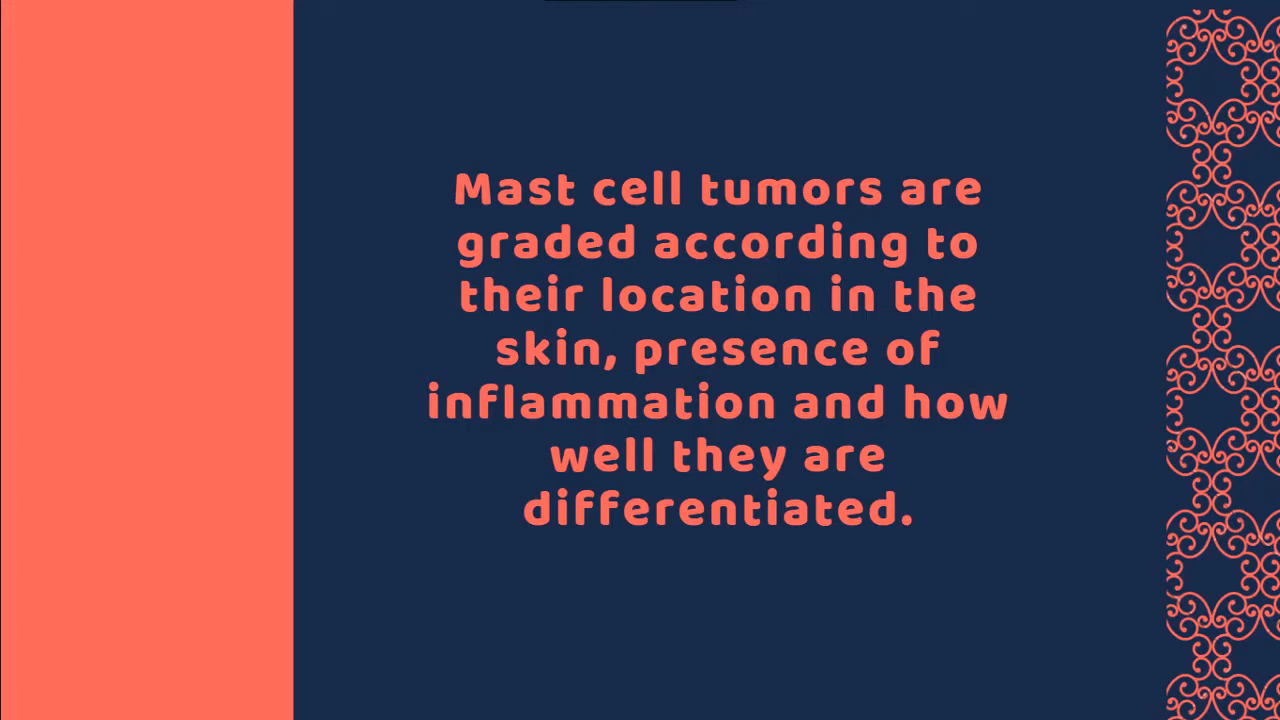 Mast cell tumors are
graded according to
their location in the
skin, presence of
inflammation and how
well they are
differentiated.